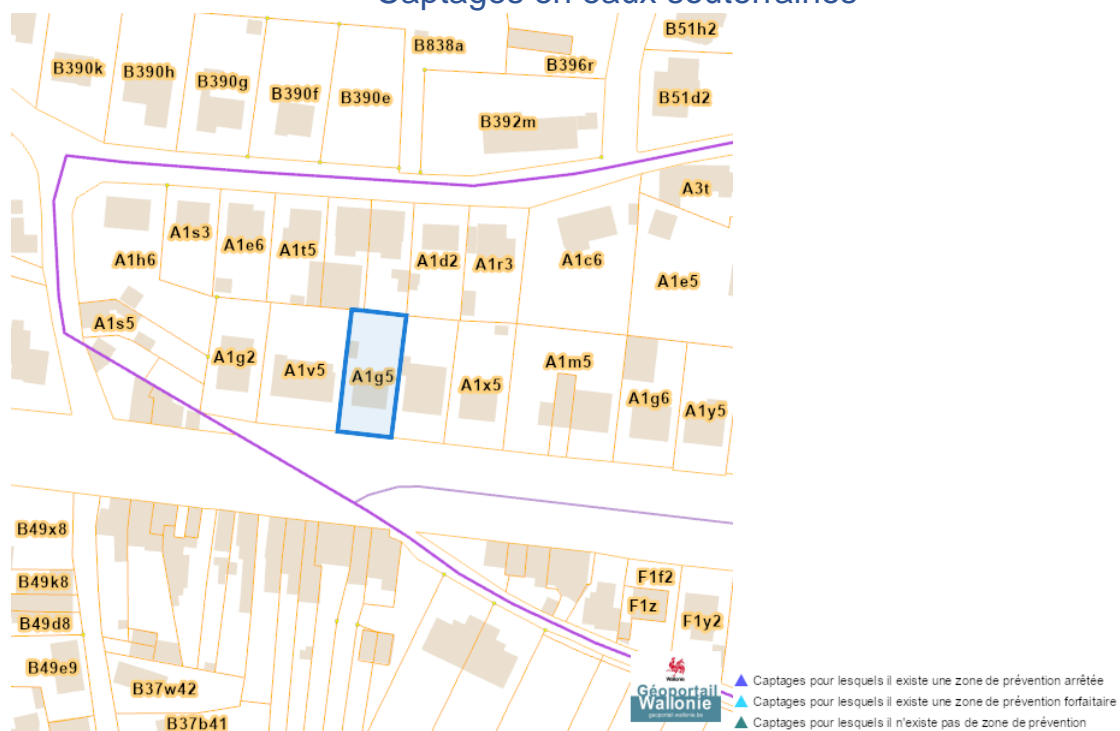 Captages en eaux souterraines
B51h2
B838a
B390k
B390h
B390g
B390f
B390e
B396r
B51d2
B392m
A3t
A1h6
A1s3
A1e6
A1t5
A1d2
A1r3
A1c6
A1e5
A1s5
A1g2
A1v5
A1g5
A1x5
A1m5
A1g6
A1y5
B49x8
B49k8
B49d8
B49e9
B37w42
B37b41
F1f2
F1z
F1y2
Wallonie
Géoportail
Wallonie
geoportail.wallonie.be
Captages pour lesquels il existe une zone de prévention arrêtée
Captages pour lesquels il existe une zone de prévention forfaitaire
Captages pour lesquels il n'existe pas de zone de prévention